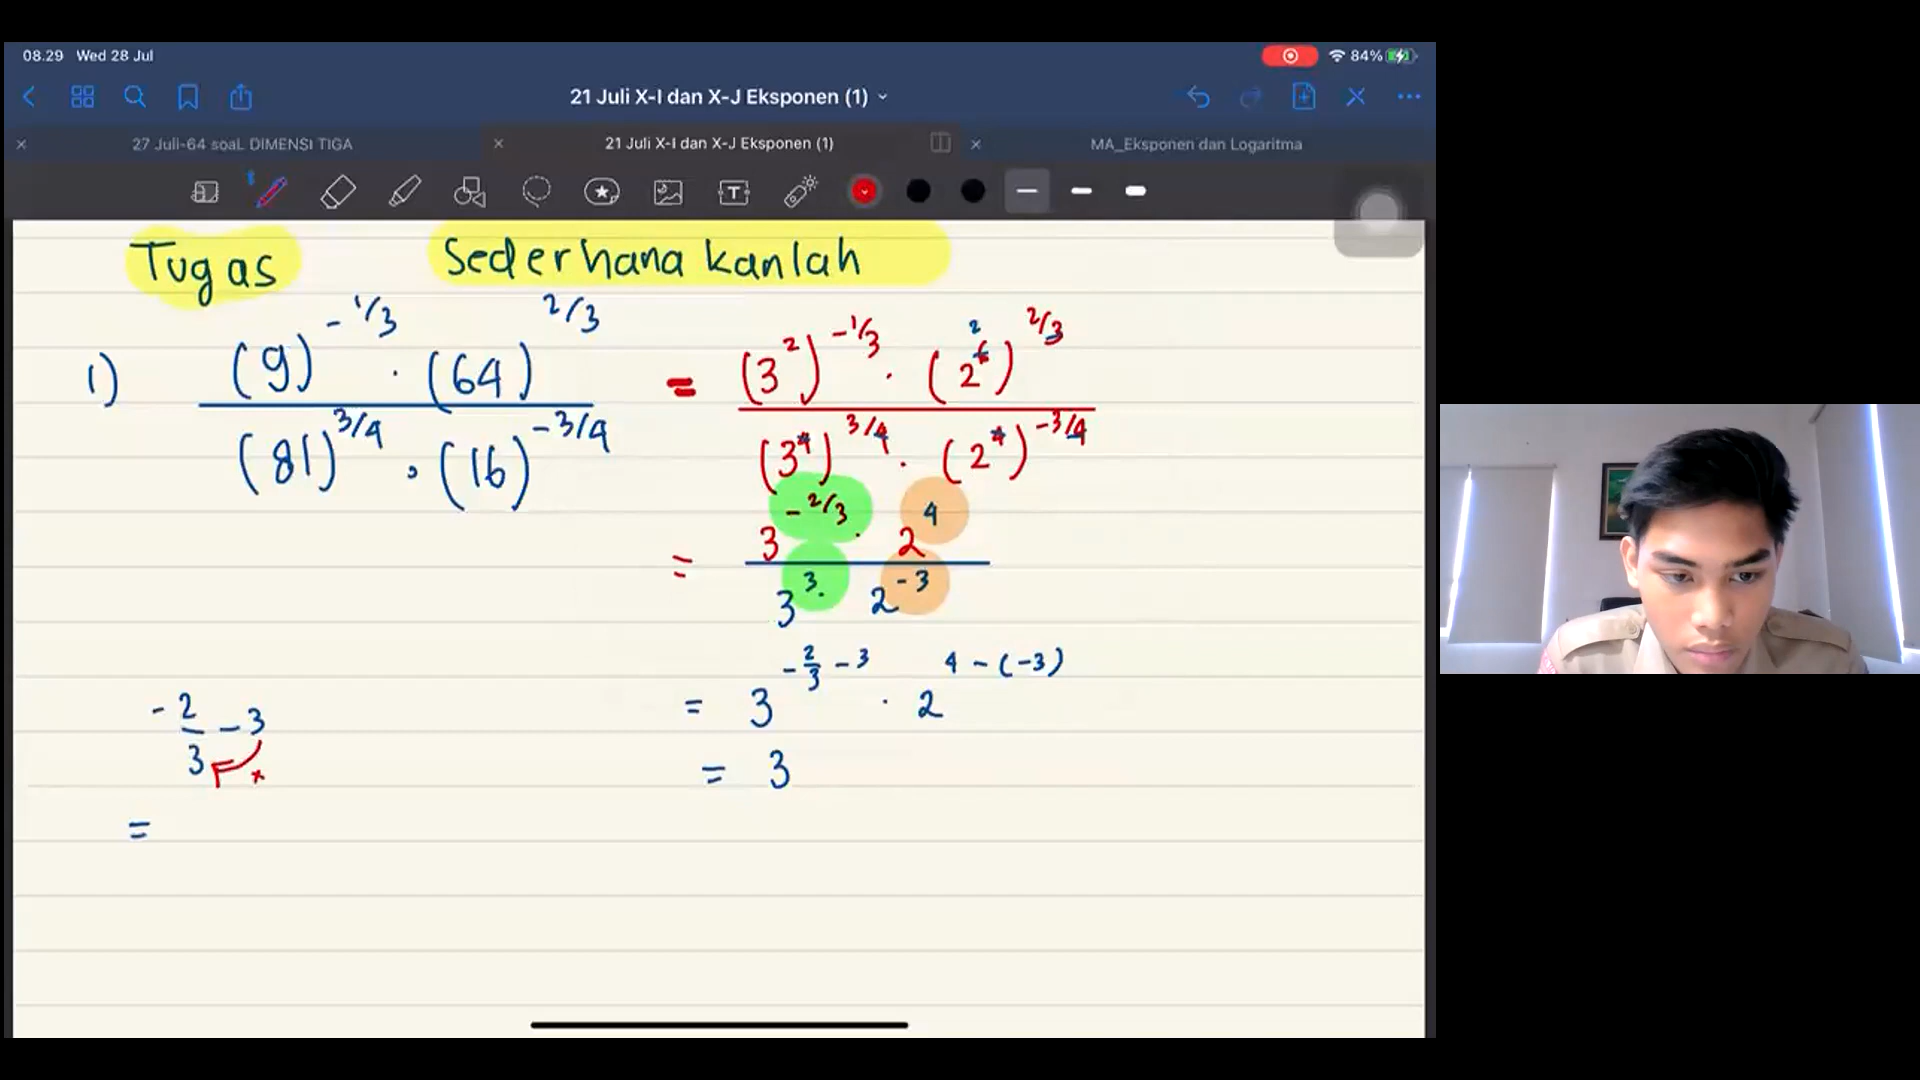 08.29 Wed 28 Jul 84%
21 Juli X-I dan X-J Eksponen (1)
27 Juli-64 soaL DIMENSI TIGA 21 Juli X-I dan X-J Eksponen (1) MA_Eksponen dan Logaritma
Tugas Sederhanakanlah
1) (9)^(-1/3) · (64)^(2/3) / (81)^(3/4) · (16)^(-3/4) = (3^2)^(-1/3) · (2^6)^(2/3) / (3^4)^(3/4) · (2^4)^(-3/4)
2
= 3^(-2/3) · 2^4 / 3^3 · 2^(-3)
= 3^(-2/3 - 3) · 2^(4 - (-3))
-2/3 - 3
×
= 3
=